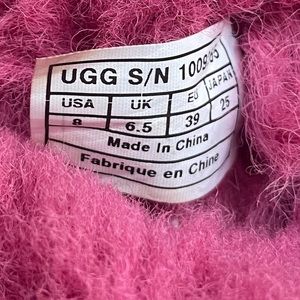 UGG S/N
USA UK EU JAPAN
8 6.5 39 25
Made In China
Fabrique en Chine